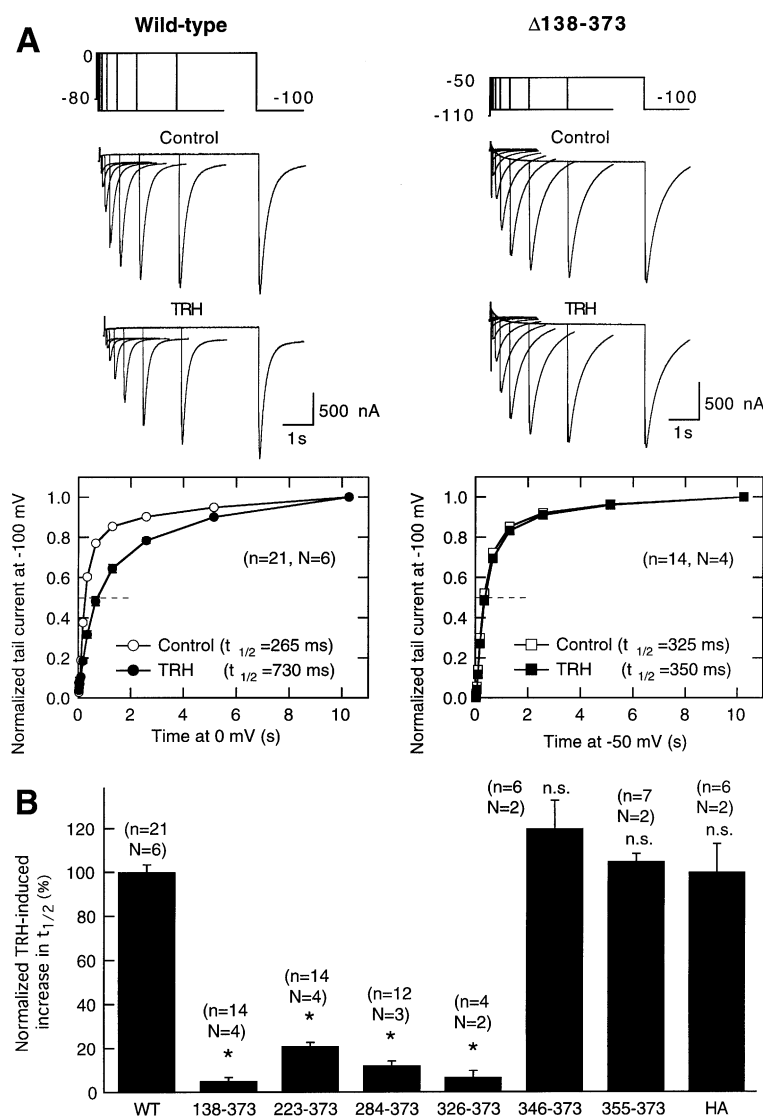 A
Wild-type
Δ138-373
0
-80
-100
-50
-110
-100
Control
Control
TRH
TRH
500 nA
1s
500 nA
1s
Normalized tail current at -100 mV
1.0
0.8
0.6
0.4
0.2
0.0
(n=21, N=6)
Control (t 1/2 =265 ms)
TRH (t 1/2 =730 ms)
0 2 4 6 8 10
Time at 0 mV (s)
Normalized tail current at -100 mV
1.0
0.8
0.6
0.4
0.2
0.0
(n=14, N=4)
Control (t 1/2 =325 ms)
TRH (t 1/2 =350 ms)
0 2 4 6 8 10
Time at -50 mV (s)
B
Normalized TRH-induced
increase in t1/2 (%)
120
100
80
60
40
20
0
(n=21
N=6)
(n=14
N=4)
*
(n=14
N=4)
*
(n=12
N=3)
*
(n=4
N=2)
*
(n=6
N=2)
n.s.
(n=7
N=2)
n.s.
(n=6
N=2)
n.s.
WT 138-373 223-373 284-373 326-373 346-373 355-373 HA